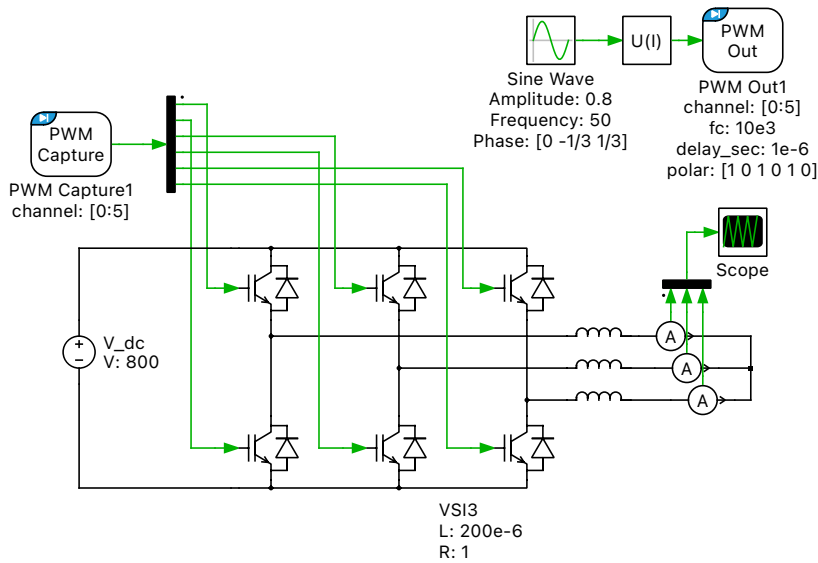 PWM
Out
U(I)
Sine Wave
Amplitude: 0.8
Frequency: 50
Phase: [0 -1/3 1/3]
PWM Out1
channel: [0:5]
fc: 10e3
delay_sec: 1e-6
polar: [1 0 1 0 1 0]
PWM
Capture
PWM Capture1
channel: [0:5]
Scope
V_dc
V: 800
A
A
A
VSI3
L: 200e-6
R: 1